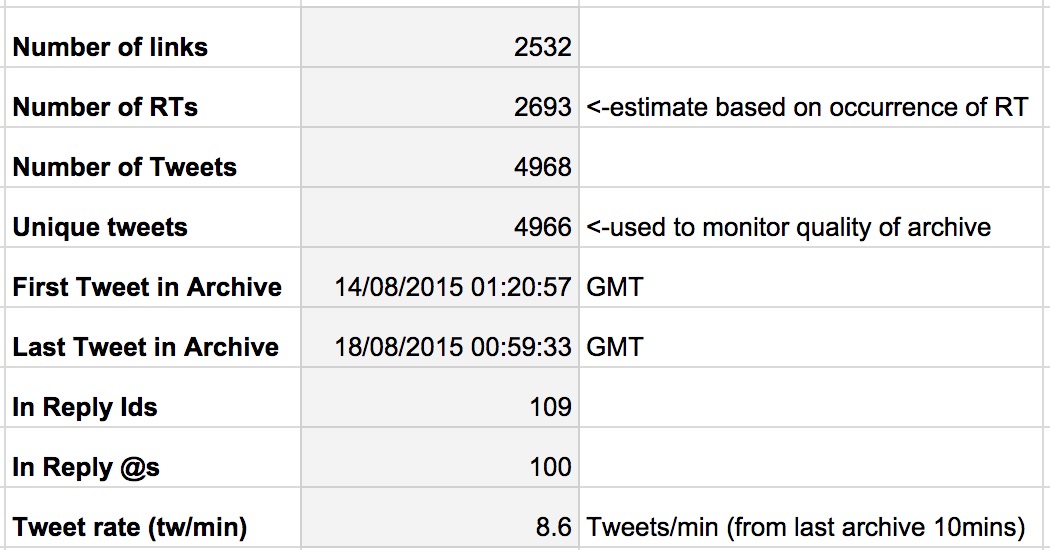 Number of links 2532
Number of RTs 2693 <-estimate based on occurrence of RT
Number of Tweets 4968
Unique tweets 4966 <-used to monitor quality of archive
First Tweet in Archive 14/08/2015 01:20:57 GMT
Last Tweet in Archive 18/08/2015 00:59:33 GMT
In Reply Ids 109
In Reply @s 100
Tweet rate (tw/min) 8.6 Tweets/min (from last archive 10mins)